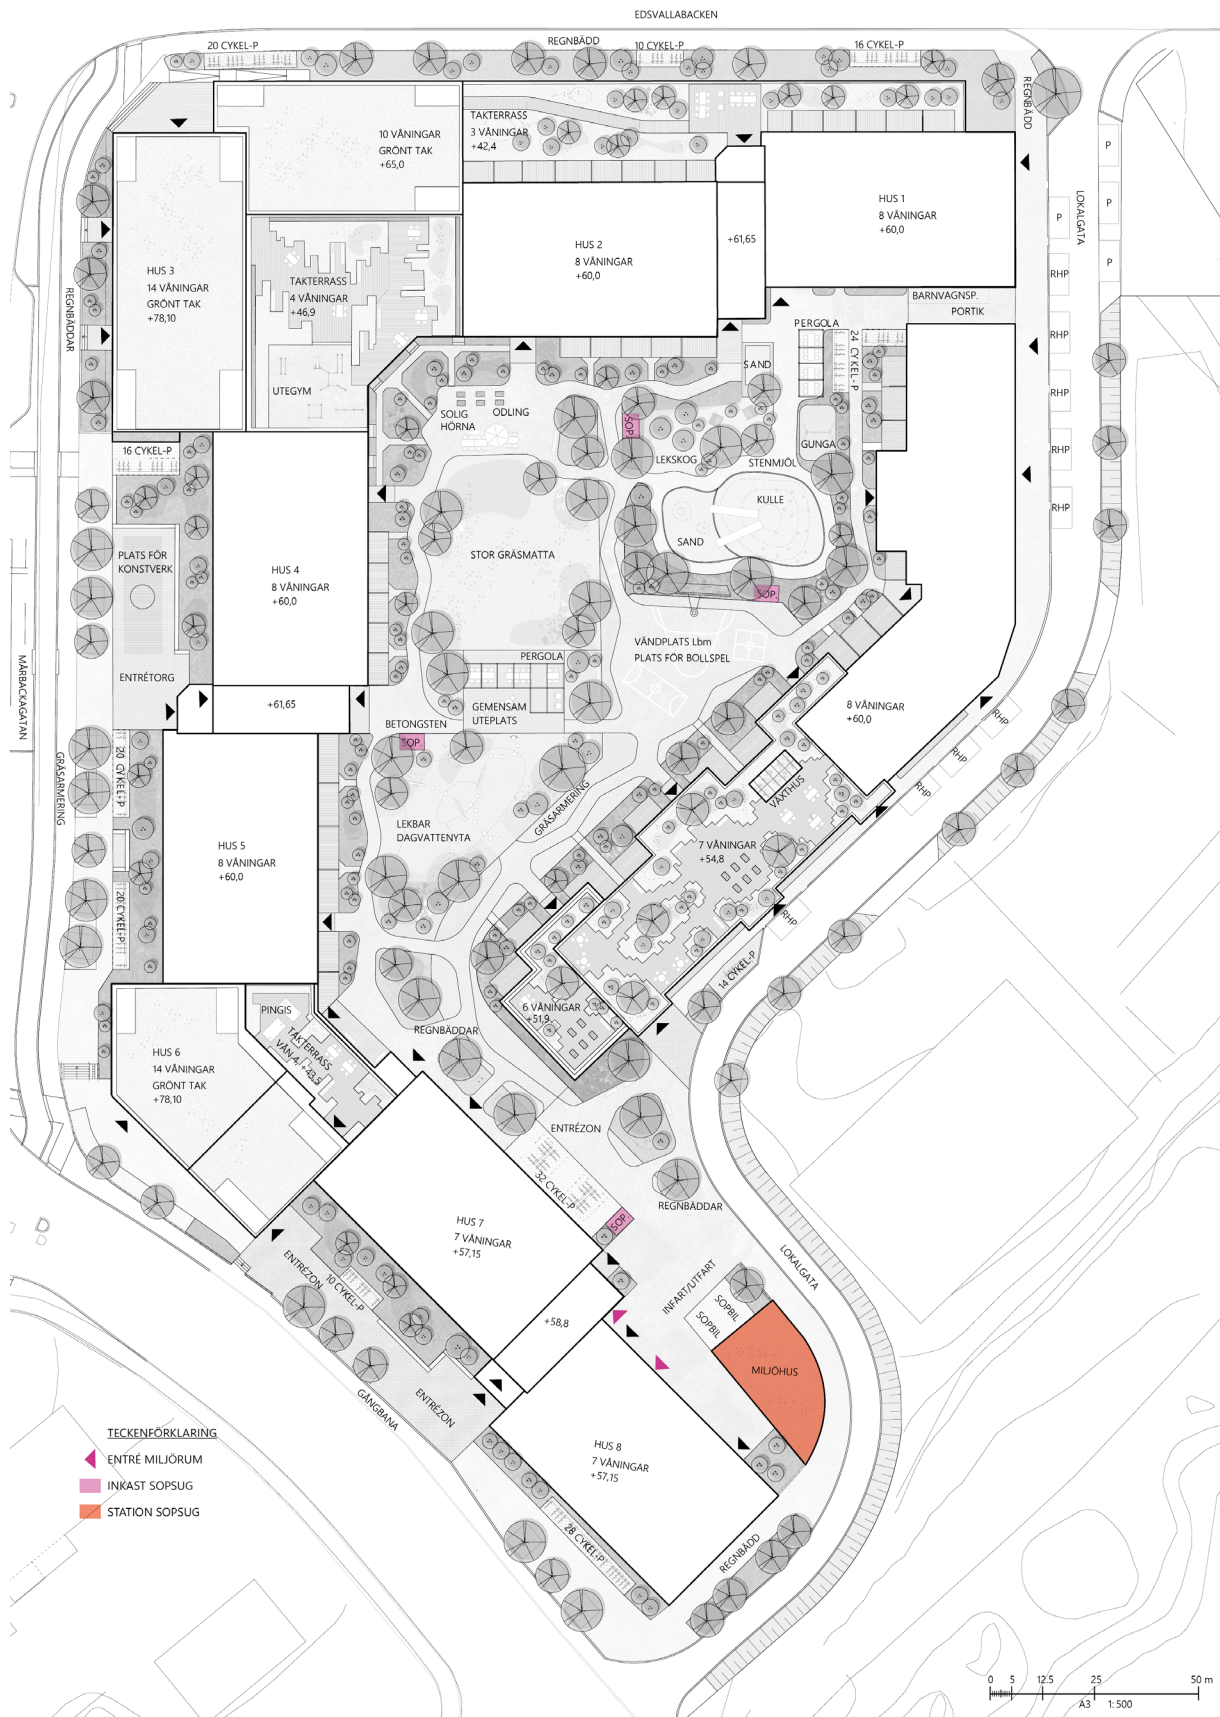 EDSVALLABACKEN
20 CYKEL-P
REGNBÄDD
10 CYKEL-P
16 CYKEL-P
REGNBÄDD
TAKTERRASS
3 VÅNINGAR
+42,4
10 VÅNINGAR
GRÖNT TAK
+65,0
P
P
P
P
LOKALGATA
HUS 1
8 VÅNINGAR
+60,0
HUS 2
8 VÅNINGAR
+60,0
+61,65
HUS 3
14 VÅNINGAR
GRÖNT TAK
+78,10
TAKTERRASS
4 VÅNINGAR
+46,9
REGNBÄDDAR
RHP
RHP
RHP
RHP
RHP
BARNVAGNSP.
PORTIK
PERGOLA
24 CYKEL-P
SAND
UTEGYM
SOLIG
HÖRNA
ODLING
SOP.
GUNGA
LEKSKOG
STENMJÖL
16 CYKEL-P
KULLE
SAND
STOR GRÄSMATTA
PLATS FÖR
KONSTVERK
HUS 4
8 VÅNINGAR
+60,0
SOP.
VÄNDPLATS Lbm
PLATS FÖR BOLLSPEL
PERGOLA
ENTRÉTORG
MÅRBACKAGATAN
+61,65
GEMENSAM
UTEPLATS
BETONGSTEN
SOP.
8 VÅNINGAR
+60,0
RHP
RHP
RHP
20 CYKEL-P
GRÄSARMERING
VÄXTHUS
GRÄSARMERING
LEKBAR
DAGVATTENYTA
HUS 5
8 VÅNINGAR
+60,0
7 VÅNINGAR
+54,8
20 CYKEL-P
RHP
14 CYKEL-P
6 VÅNINGAR
+51,9
PINGIS
TAKTERRASS
VÅN 4, +43,5
REGNBÄDDAR
HUS 6
14 VÅNINGAR
GRÖNT TAK
+78,10
ENTRÉZON
32 CYKEL-P
REGNBÄDDAR
SOP.
HUS 7
7 VÅNINGAR
+57,15
ENTRÉZON
10 CYKEL-P
LOKALGATA
INFART/UTFART
SOPBIL
SOPBIL
+58,8
MILJÖHUS
GÅNGBANA
ENTRÉZON
HUS 8
7 VÅNINGAR
+57,15
28 CYKEL-P
REGNBÄDD
TECKENFÖRKLARING
ENTRÉ MILJÖRUM
INKAST SOPSUG
STATION SOPSUG
0 5 12.5 25 50 m
A3 1:500